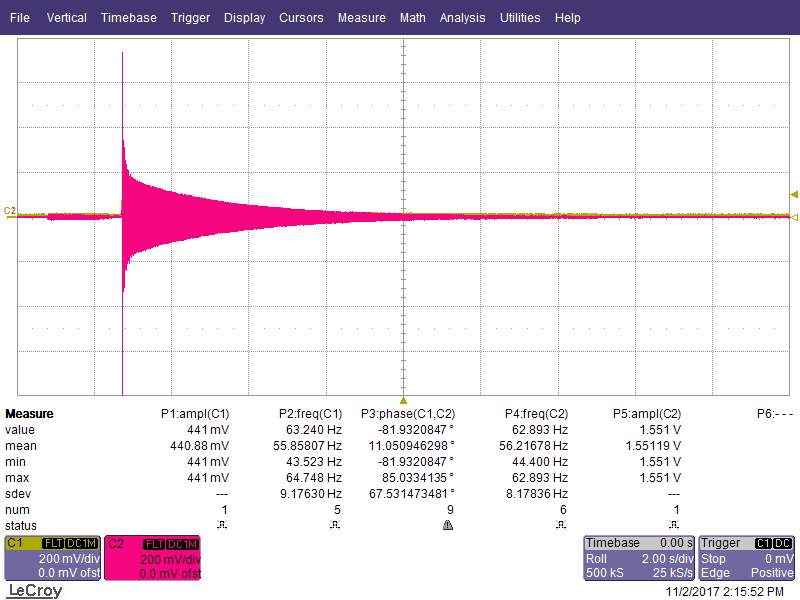 File Vertical Timebase Trigger Display Cursors Measure Math Analysis Utilities Help
C2
Measure P1:ampl(C1) P2:freq(C1) P3:phase(C1,C2) P4:freq(C2) P5:ampl(C2) P6:- - -
value 441 mV 63.240 Hz -81.9320847 ° 62.893 Hz 1.551 V
mean 440.88 mV 55.85807 Hz 11.050946298 ° 56.21678 Hz 1.55119 V
min 441 mV 43.523 Hz -81.9320847 ° 44.400 Hz 1.551 V
max 441 mV 64.748 Hz 85.0334135 ° 62.893 Hz 1.551 V
sdev --- 9.17630 Hz 67.531473481 ° 8.17836 Hz ---
num 1 5 9 6 1
status
C1 FLT DC1M C2 FLT DC1M Timebase 0.00 s Trigger C1 DC
200 mV/div 200 mV/div Roll 2.00 s/div Stop 0 mV
0.0 mV ofst 0.0 mV ofst 500 kS 25 kS/s Edge Positive
LeCroy 11/2/2017 2:15:52 PM